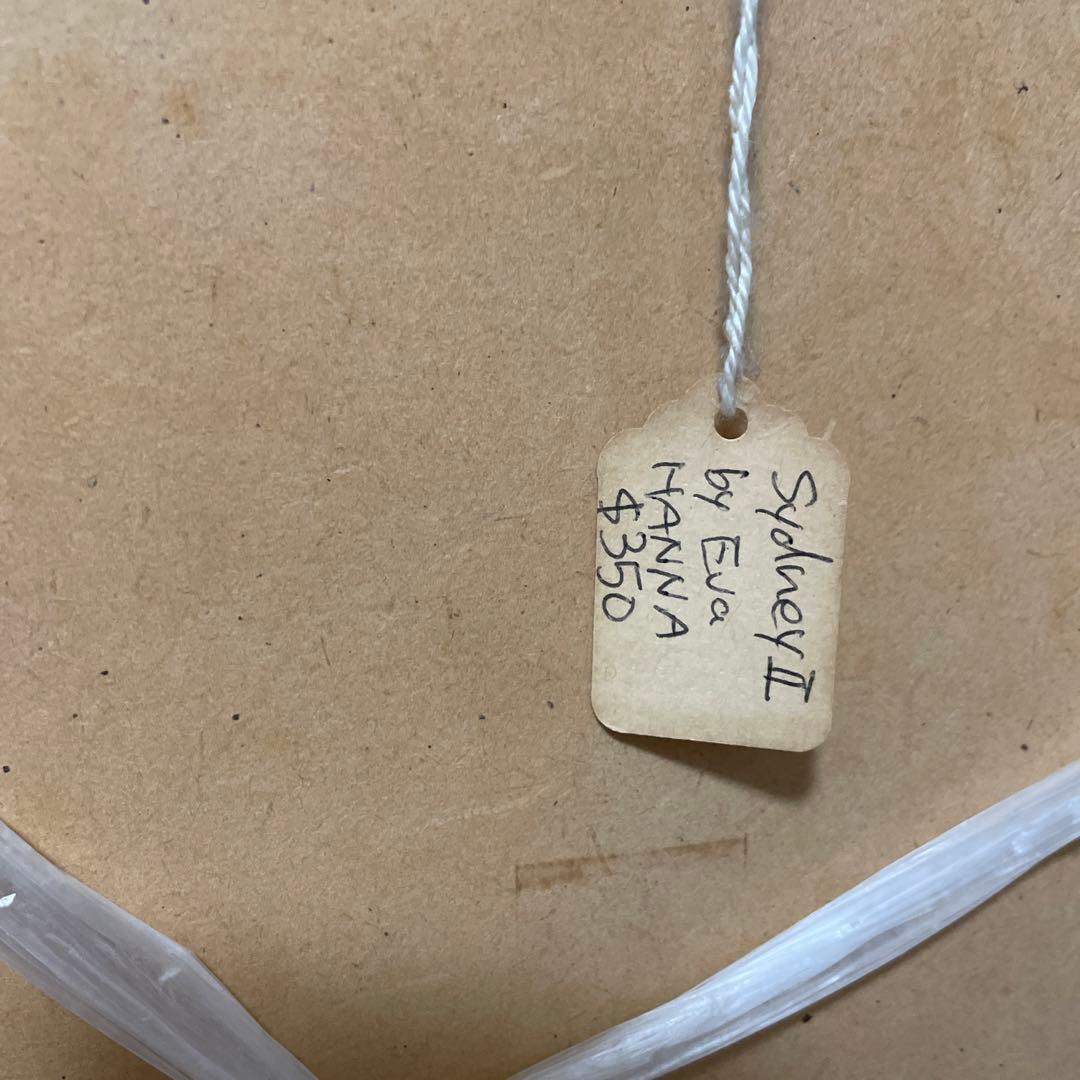 Sydney II
by Eva
HANNA
$350